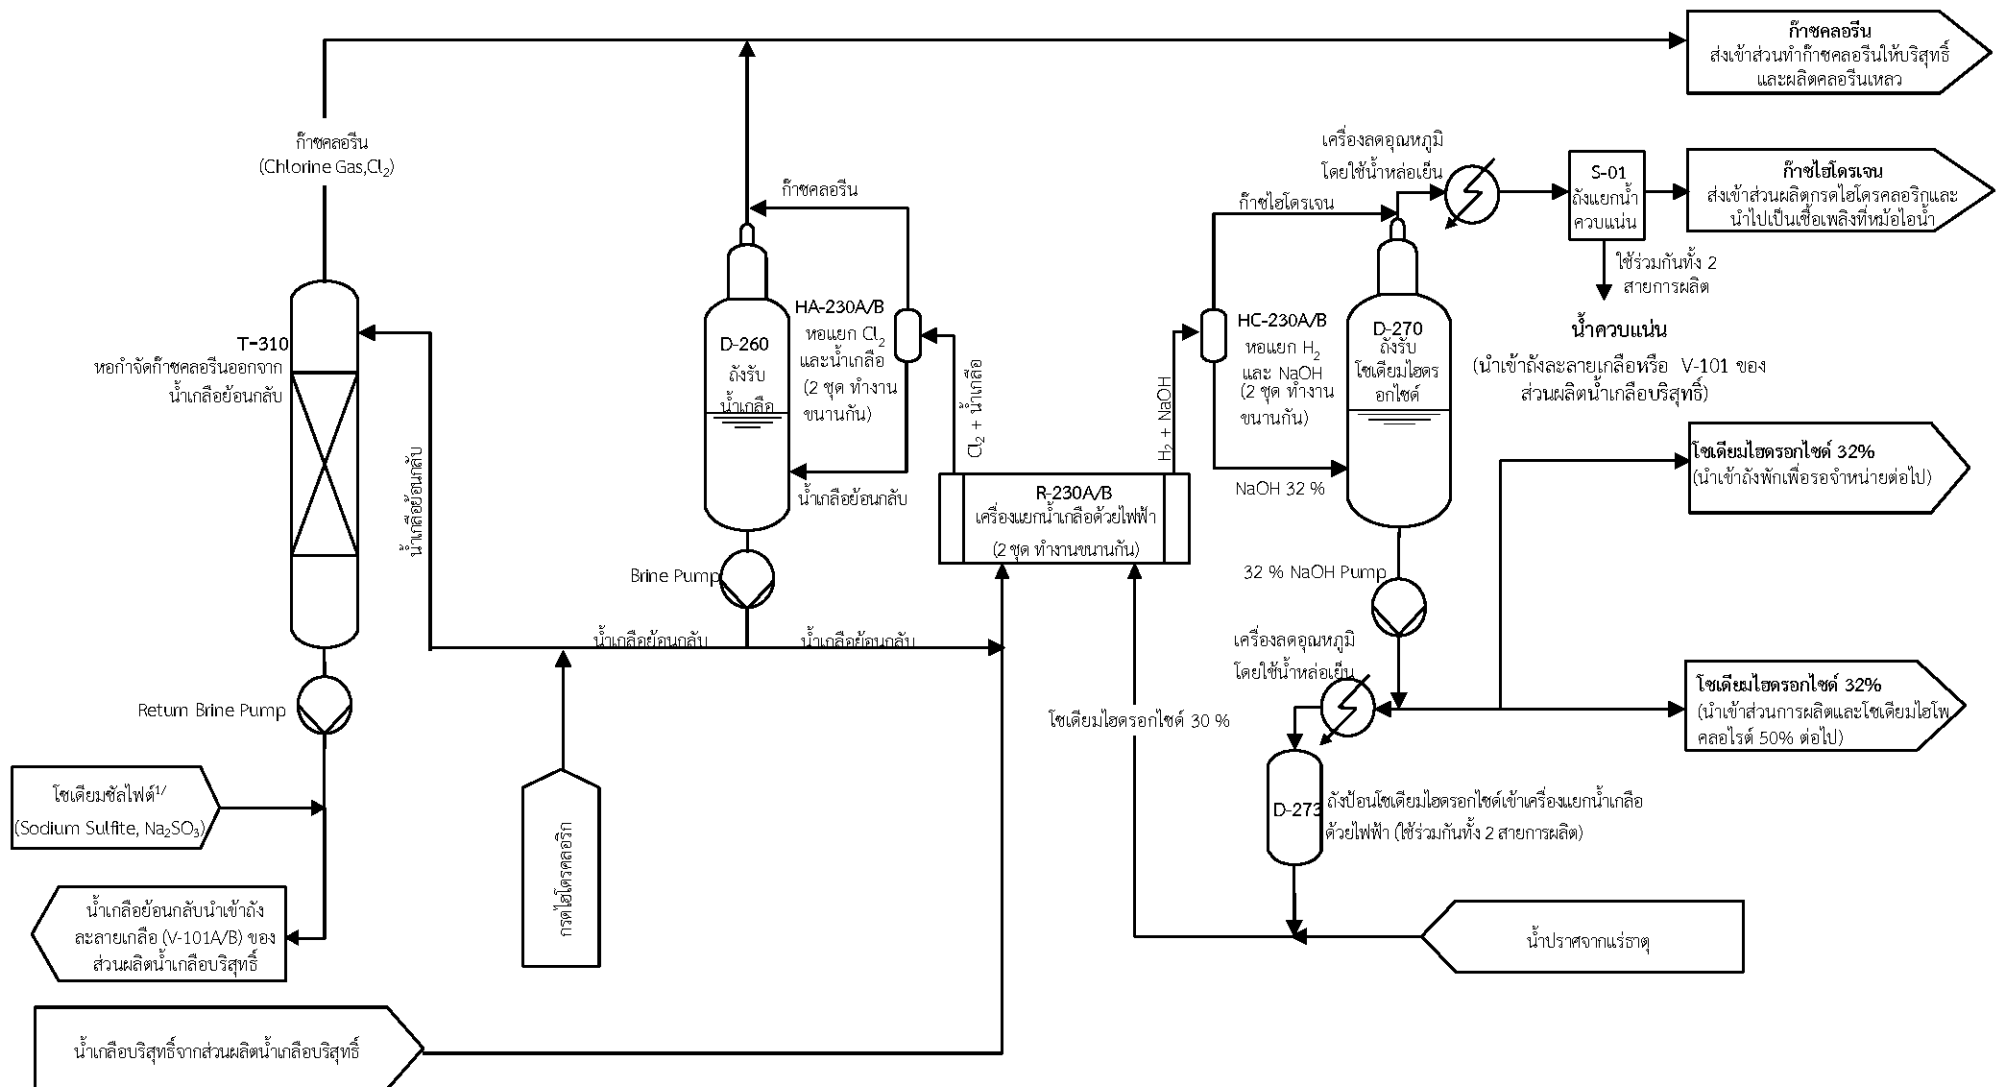 ก๊าซคลอรีน
ส่งเข้าส่วนทำก๊าซคลอรีนให้บริสุทธิ์
และผลิตคลอรีนเหลว
ก๊าซคลอรีน
(Chlorine Gas,Cl₂)
เครื่องลดอุณหภูมิ
โดยใช้น้ำหล่อเย็น
S-01
ถังแยกน้ำ
ควบแน่น
ก๊าซไฮโดรเจน
ส่งเข้าส่วนผลิตกรดไฮโดรคลอริกและ
นำไปเป็นเชื้อเพลิงที่หม้อไอน้ำ
ก๊าซคลอรีน
ก๊าซไฮโดรเจน
ใช้ร่วมกันทั้ง 2
สายการผลิต
น้ำควบแน่น
(นำเข้าถังละลายเกลือหรือ V-101 ของ
ส่วนผลิตน้ำเกลือบริสุทธิ์)
T-310
หอกำจัดก๊าซคลอรีนออกจาก
น้ำเกลือย้อนกลับ
D-260
ถังรับ
น้ำเกลือ
HA-230A/B
หอแยก Cl₂
และน้ำเกลือ
(2 ชุด ทำงาน
ขนานกัน)
HC-230A/B
หอแยก H₂
และ NaOH
(2 ชุด ทำงาน
ขนานกัน)
D-270
ถังรับ
โซเดียมไฮดร
อกไซด์
Cl₂ + น้ำเกลือ
H₂ + NaOH
น้ำเกลือย้อนกลับ
น้ำเกลือย้อนกลับ
NaOH 32 %
R-230A/B
เครื่องแยกน้ำเกลือด้วยไฟฟ้า
(2 ชุด ทำงานขนานกัน)
โซเดียมไฮดรอกไซด์ 32%
(นำเข้าถังพักเพื่อรอจำหน่ายต่อไป)
Brine Pump
32 % NaOH Pump
น้ำเกลือย้อนกลับ
น้ำเกลือย้อนกลับ
เครื่องลดอุณหภูมิ
โดยใช้น้ำหล่อเย็น
โซเดียมไฮดรอกไซด์ 32%
(นำเข้าส่วนการผลิตและโซเดียมไฮโพ
คลอไรต์ 50% ต่อไป)
Return Brine Pump
โซเดียมไฮดรอกไซด์ 30 %
โซเดียมซัลไฟต์¹/
(Sodium Sulfite, Na₂SO₃)
D-273
ถังป้อนโซเดียมไฮดรอกไซด์เข้าเครื่องแยกน้ำเกลือ
ด้วยไฟฟ้า (ใช้ร่วมกันทั้ง 2 สายการผลิต)
กรดไฮโดรคลอริก
น้ำเกลือย้อนกลับนำเข้าถัง
ละลายเกลือ (V-101A/B) ของ
ส่วนผลิตน้ำเกลือบริสุทธิ์
น้ำปราศจากแร่ธาตุ
น้ำเกลือบริสุทธิ์จากส่วนผลิตน้ำเกลือบริสุทธิ์